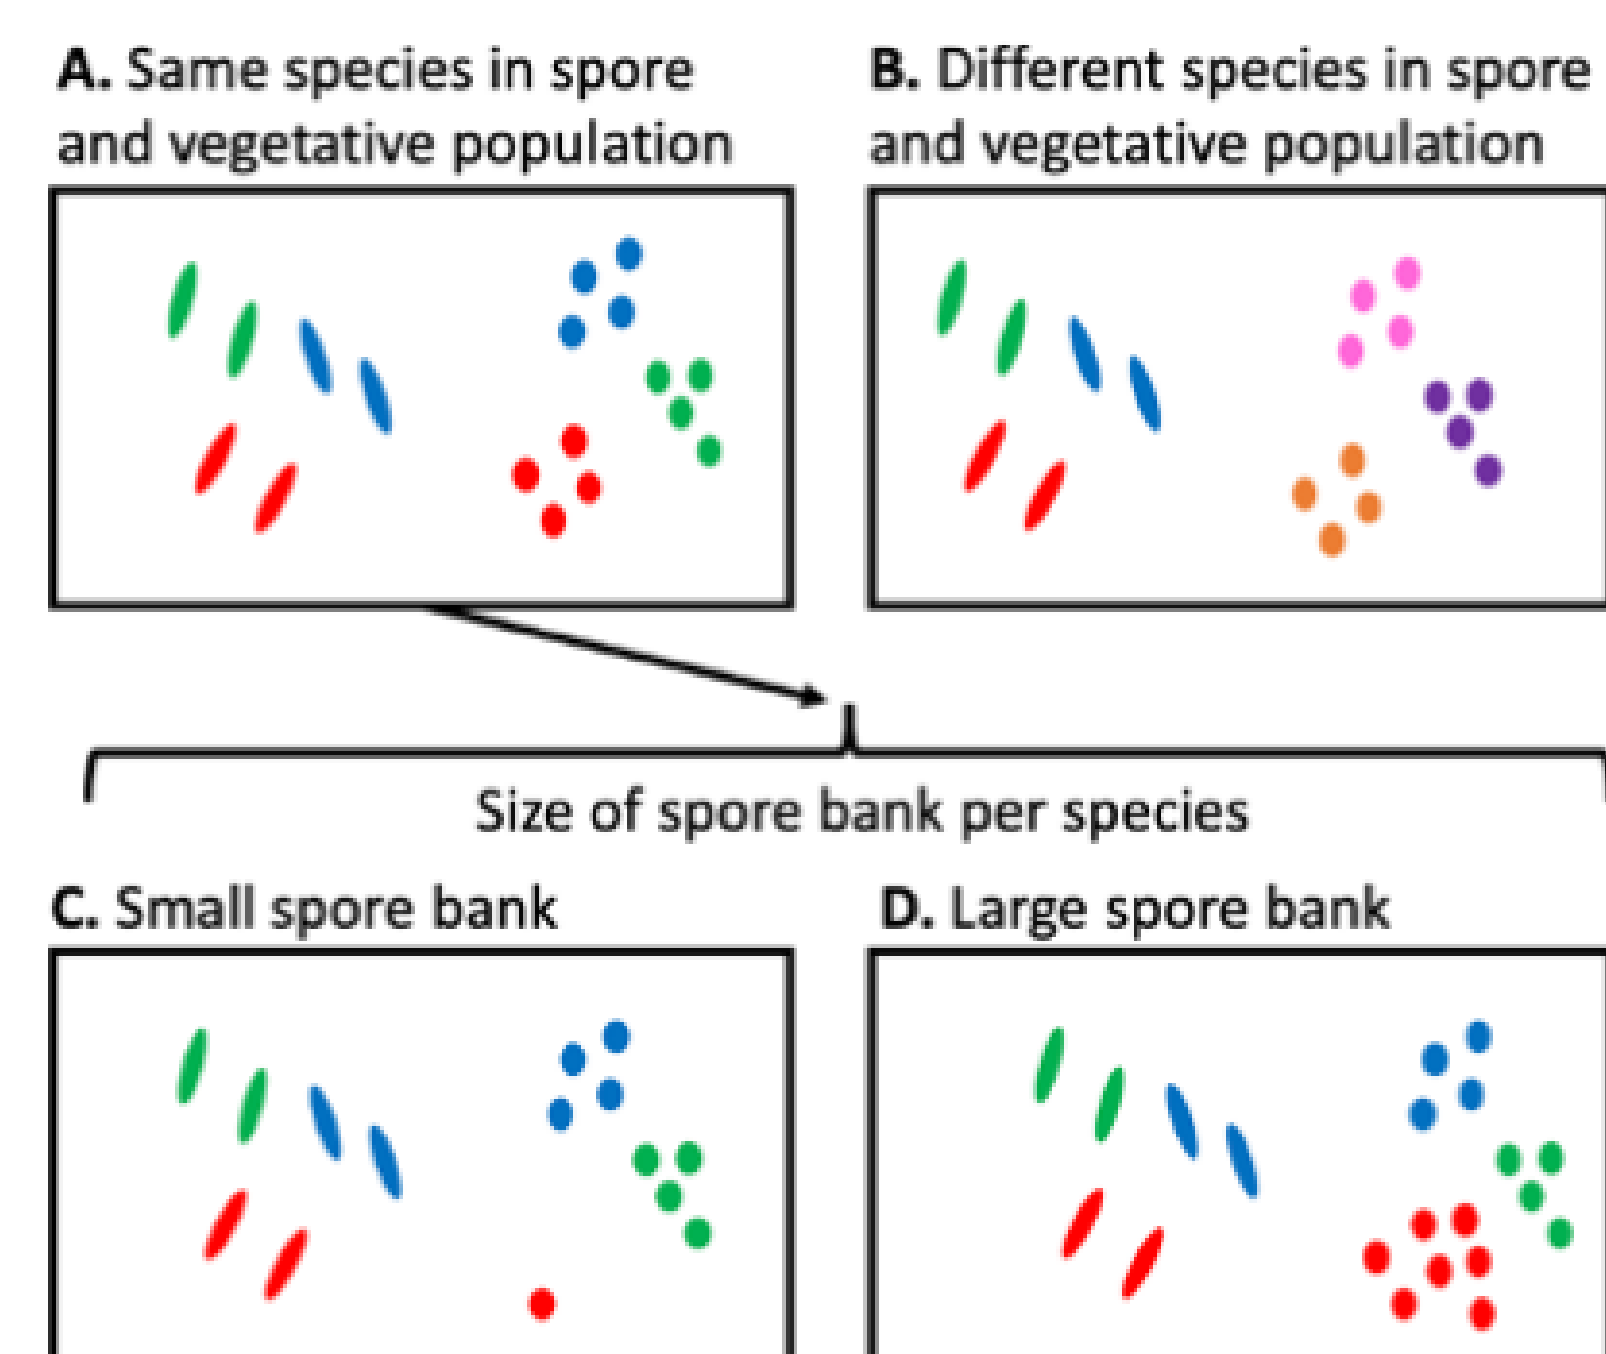 A. Same species in spore
and vegetative population
B. Different species in spore
and vegetative population
Size of spore bank per species
C. Small spore bank
D. Large spore bank